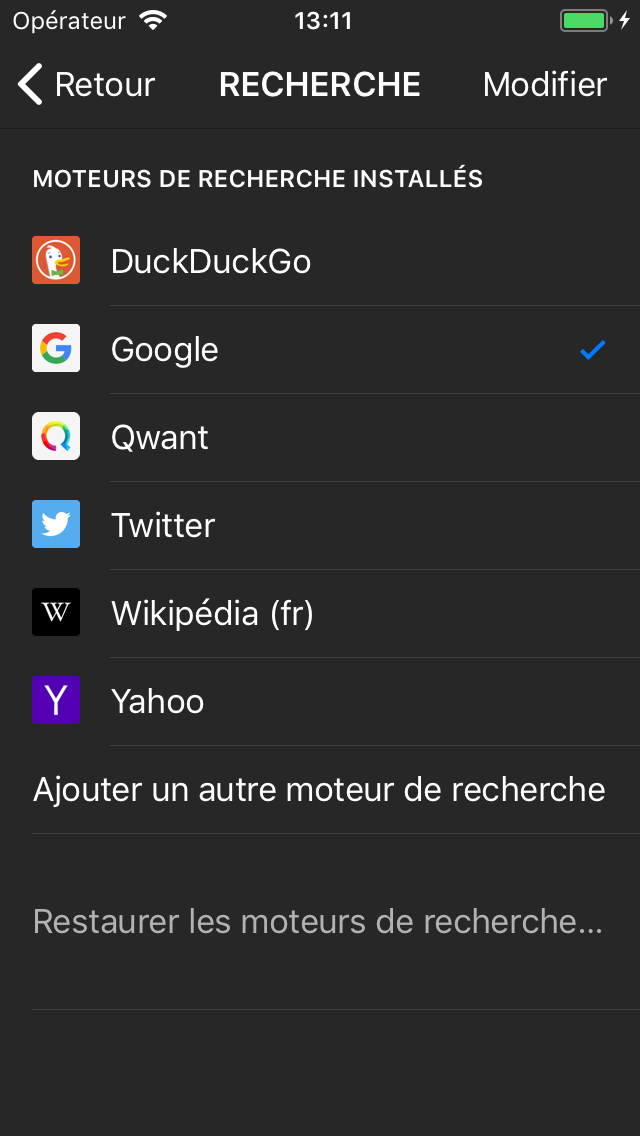 Opérateur 13:11
Retour RECHERCHE Modifier
MOTEURS DE RECHERCHE INSTALLÉS
DuckDuckGo
Google
Qwant
Twitter
W Wikipédia (fr)
Y Yahoo
Ajouter un autre moteur de recherche
Restaurer les moteurs de recherche...